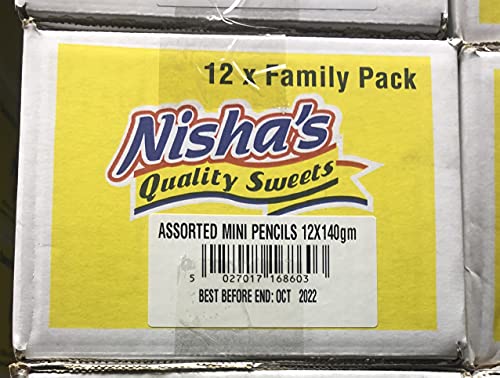 12 x Family Pack
Nisha's
Quality Sweets
ASSORTED MINI PENCILS 12X140gm
5 027017 168603
BEST BEFORE END: OCT 2022